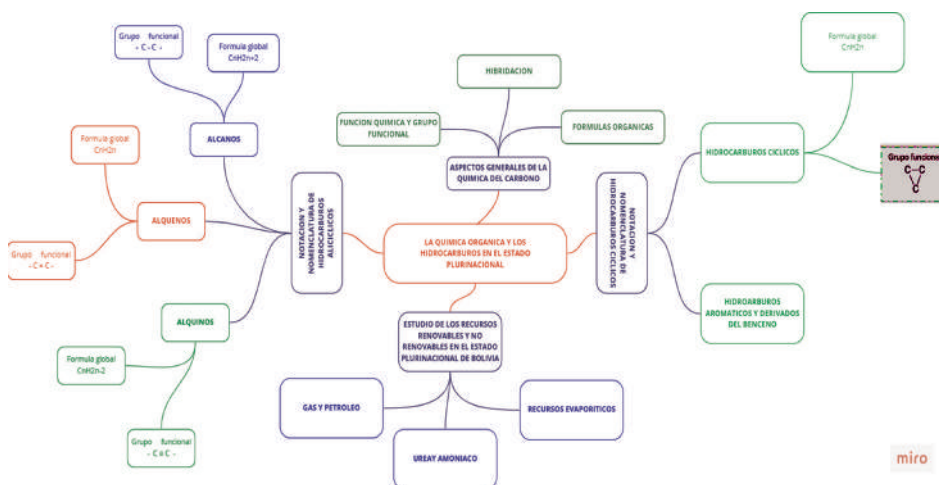 Grupo funcional
- C - C -
Formula global
CnH2n+2
ALCANOS
Formula global
CnH2n
ALQUENOS
Grupo funcional
- C = C -
ALQUINOS
Formula global
CnH2n-2
Grupo funcional
- C ≡ C -
NOTACION Y
NOMENCLATURA DE
HIDROCARBUROS
ALICICLICOS
HIBRIDACION
FUNCION QUIMICA Y GRUPO
FUNCIONAL
FORMULAS ORGANICAS
ASPECTOS GENERALES DE LA
QUIMICA DEL CARBONO
LA QUIMICA ORGANICA Y LOS
HIDROCARBUROS EN EL ESTADO
PLURINACIONAL
ESTUDIO DE LOS RECURSOS
RENOVABLES Y NO
RENOVABLES EN EL ESTADO
PLURINACIONAL DE BOLIVIA
GAS Y PETROLEO
UREAY AMONIACO
RECURSOS EVAPORITICOS
NOTACION Y
NOMENCLATURA DE
HIDROCARBUROS CICLICOS
Formula global
CnH2n
HIDROCARBUROS CICLICOS
Grupo funciona
C C
C
HIDROARBUROS
AROMATICOS Y DERIVADOS
DEL BENCENO
miro